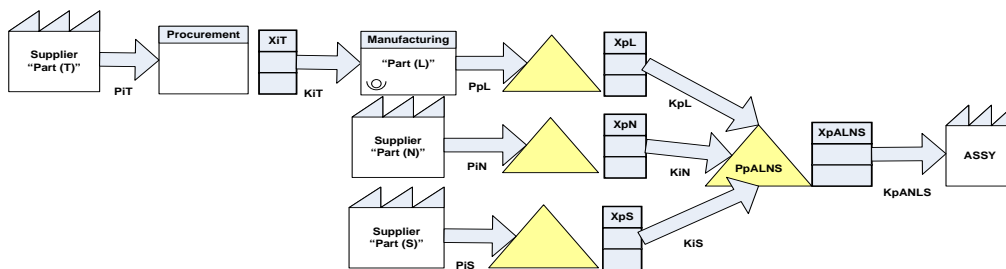 Supplier
"Part (T)"
PiT
Procurement
XiT
KiT
Manufacturing
"Part (L)"
PpL
XpL
KpL
Supplier
"Part (N)"
PiN
XpN
KiN
Supplier
"Part (S)"
PiS
XpS
KiS
PpALNS
XpALNS
KpANLS
ASSY